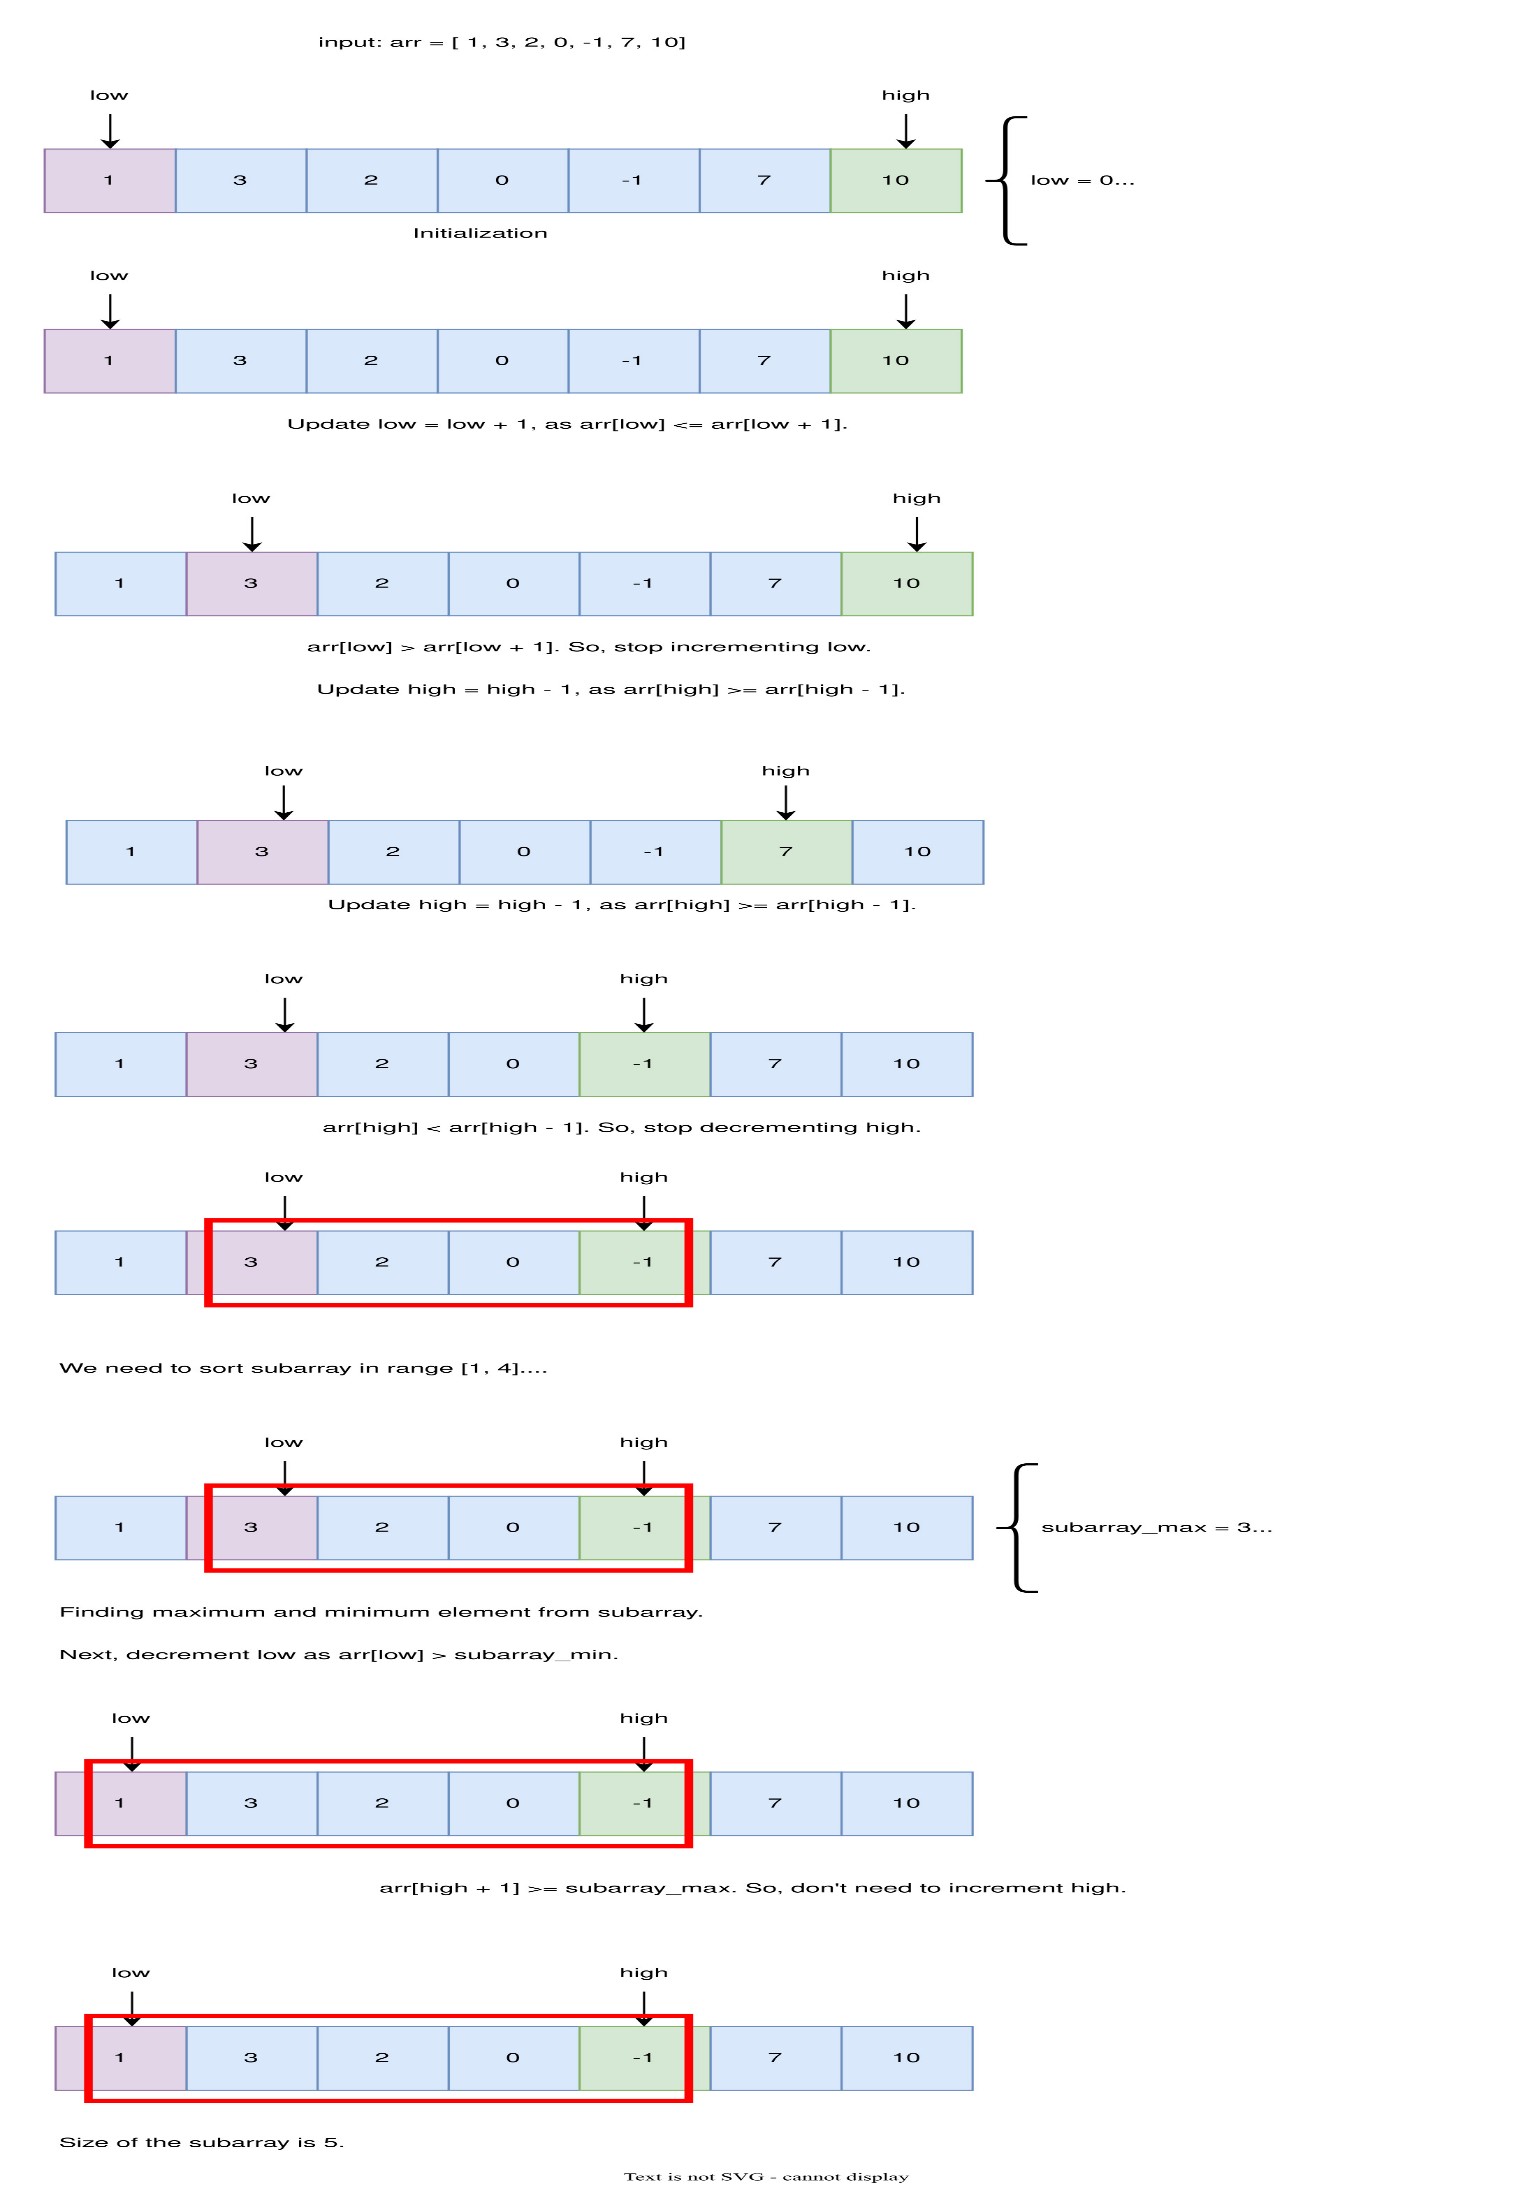 input: arr = [ 1, 3, 2, 0, -1, 7, 10]
low high
1 3 2 0 -1 7 10 low = 0...
Initialization
low high
1 3 2 0 -1 7 10
Update low = low + 1, as arr[low] <= arr[low + 1].
low high
1 3 2 0 -1 7 10
arr[low] > arr[low + 1]. So, stop incrementing low.
Update high = high - 1, as arr[high] >= arr[high - 1].
low high
1 3 2 0 -1 7 10
Update high = high - 1, as arr[high] >= arr[high - 1].
low high
1 3 2 0 -1 7 10
arr[high] < arr[high - 1]. So, stop decrementing high.
low high
1 3 2 0 -1 7 10
We need to sort subarray in range [1, 4]....
low high
1 3 2 0 -1 7 10 subarray_max = 3...
Finding maximum and minimum element from subarray.
Next, decrement low as arr[low] > subarray_min.
low high
1 3 2 0 -1 7 10
arr[high + 1] >= subarray_max. So, don't need to increment high.
low high
1 3 2 0 -1 7 10
Size of the subarray is 5.
Text is not SVG - cannot display